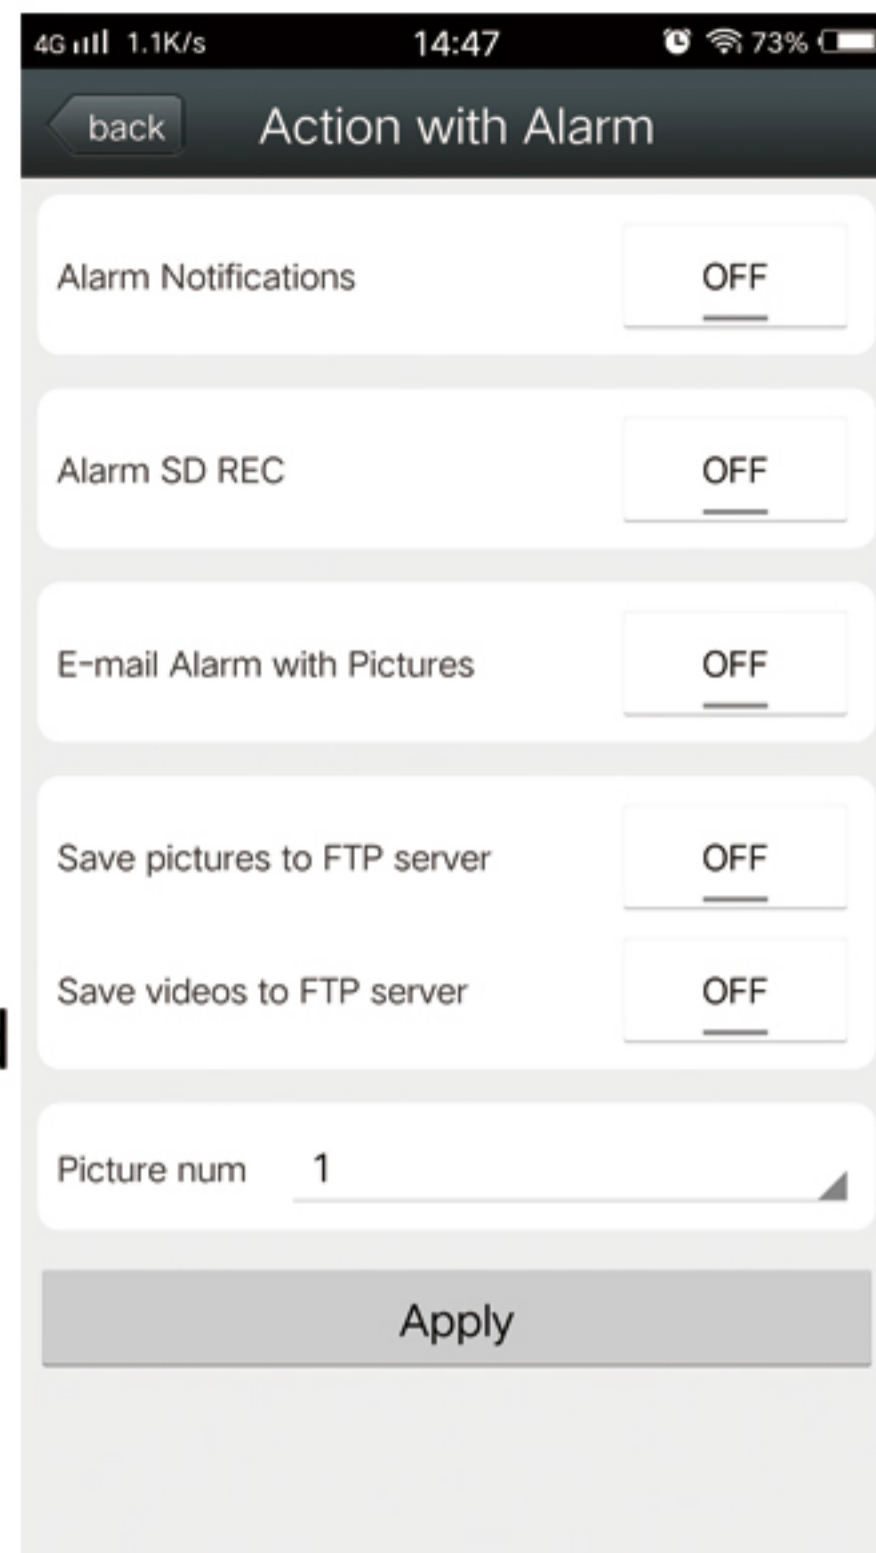 4G 1.1K/s 14:47 73%
back Action with Alarm
Alarm Notifications OFF
Alarm SD REC OFF
E-mail Alarm with Pictures OFF
Save pictures to FTP server OFF
Save videos to FTP server OFF
Picture num 1
Apply